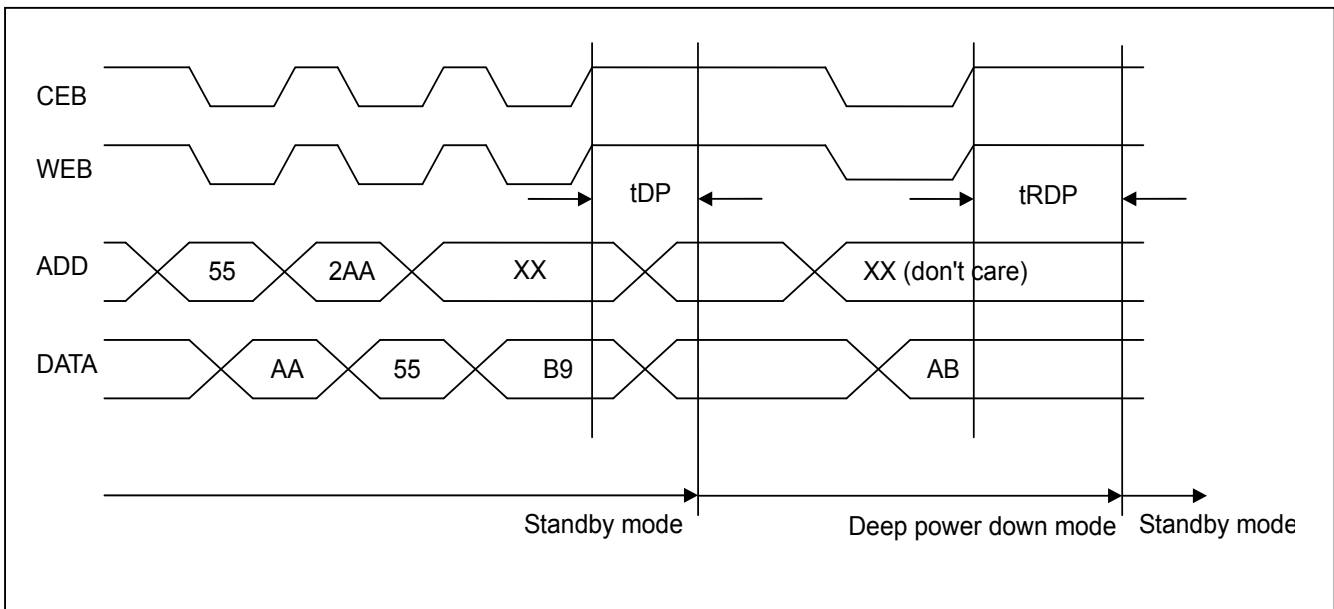 CEB
WEB
tDP
tRDP
ADD 55 2AA XX XX (don't care)
DATA AA 55 B9 AB
Standby mode Deep power down mode Standby mode